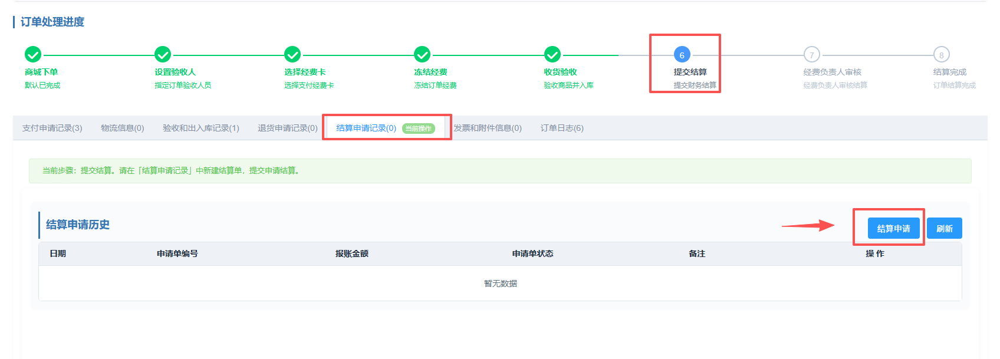 订单处理进度
6 7 8
商城下单 设置验收人 选择经费卡 冻结经费 收货验收 提交结算 经费负责人审核 结算完成
默认已完成 指定订单验收人员 选择支付经费卡 冻结订单经费 验收商品并入库 提交财务结算 经费负责人审核结算 订单结算完成
支付申请记录(3) 物流信息(0) 验收和出入库记录(1) 退货申请记录(0) 结算申请记录(0) 当前操作 发票和附件信息(0) 订单日志(6)
当前步骤：提交结算。请在「结算申请记录」中新建结算单，提交申请结算。
结算申请历史 结算申请 刷新
日期 申请单编号 报账金额 申请单状态 备注 操 作
暂无数据